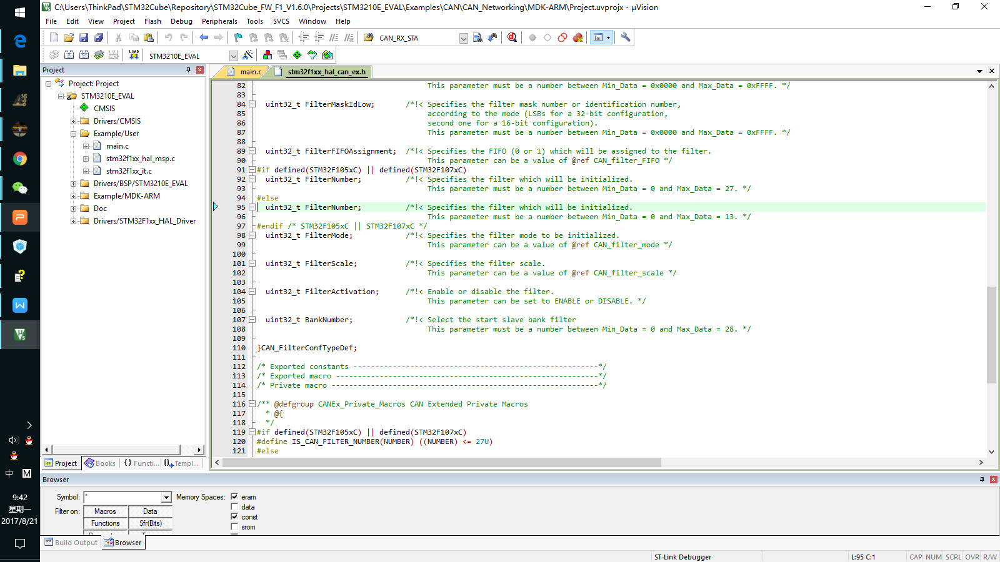 C:\Users\ThinkPad\STM32Cube\Repository\STM32Cube_FW_F1_V1.6.0\Projects\STM3210E_EVAL\Examples\CAN\CAN_Networking\MDK-ARM\Project.uvprojx - µVision
File Edit View Project Flash Debug Peripherals Tools SVCS Window Help
CAN_RX_STA
LOAD STM3210E_EVAL
Project
main.c stm32f1xx_hal_can_ex.h
Project: Project
STM3210E_EVAL
CMSIS
Drivers/CMSIS
Example/User
main.c
stm32f1xx_hal_msp.c
stm32f1xx_it.c
Drivers/BSP/STM3210E_EVAL
Example/MDK-ARM
Doc
Drivers/STM32F1xx_HAL_Driver
82 This parameter must be a number between Min_Data = 0x0000 and Max_Data = 0xFFFF. */
83
84 uint32_t FilterMaskIdLow; /*!< Specifies the filter mask number or identification number,
85 according to the mode (LSBs for a 32-bit configuration,
86 second one for a 16-bit configuration).
87 This parameter must be a number between Min_Data = 0x0000 and Max_Data = 0xFFFF. */
88
89 uint32_t FilterFIFOAssignment; /*!< Specifies the FIFO (0 or 1) which will be assigned to the filter.
90 This parameter can be a value of @ref CAN_filter_FIFO */
91 #if defined(STM32F105xC) || defined(STM32F107xC)
92 uint32_t FilterNumber; /*!< Specifies the filter which will be initialized.
93 This parameter must be a number between Min_Data = 0 and Max_Data = 27. */
94 #else
95 uint32_t FilterNumber; /*!< Specifies the filter which will be initialized.
96 This parameter must be a number between Min_Data = 0 and Max_Data = 13. */
97 #endif /* STM32F105xC || STM32F107xC */
98 uint32_t FilterMode; /*!< Specifies the filter mode to be initialized.
99 This parameter can be a value of @ref CAN_filter_mode */
100
101 uint32_t FilterScale; /*!< Specifies the filter scale.
102 This parameter can be a value of @ref CAN_filter_scale */
103
104 uint32_t FilterActivation; /*!< Enable or disable the filter.
105 This parameter can be set to ENABLE or DISABLE. */
106
107 uint32_t BankNumber; /*!< Select the start slave bank filter
108 This parameter must be a number between Min_Data = 0 and Max_Data = 28. */
109
110 }CAN_FilterConfTypeDef;
111
112 /* Exported constants --------------------------------------------------------*/
113 /* Exported macro ------------------------------------------------------------*/
114 /* Private macro -------------------------------------------------------------*/
115
116 /** @defgroup CANEx_Private_Macros CAN Extended Private Macros
117 * @{
118 */
119 #if defined(STM32F105xC) || defined(STM32F107xC)
120 #define IS_CAN_FILTER_NUMBER(NUMBER) ((NUMBER) <= 27U)
121 #else
Project Books {} Functi... Templ...
Browser
Symbol: * Memory Spaces: eram
data
Filter on: Macros Data
const
Functions Sfr(Bits)
srom
Build Output Browser
ST-Link Debugger L:95 C:1 CAP NUM SCRL OVR R/W
中 M
9:42
星期一
2017/8/21